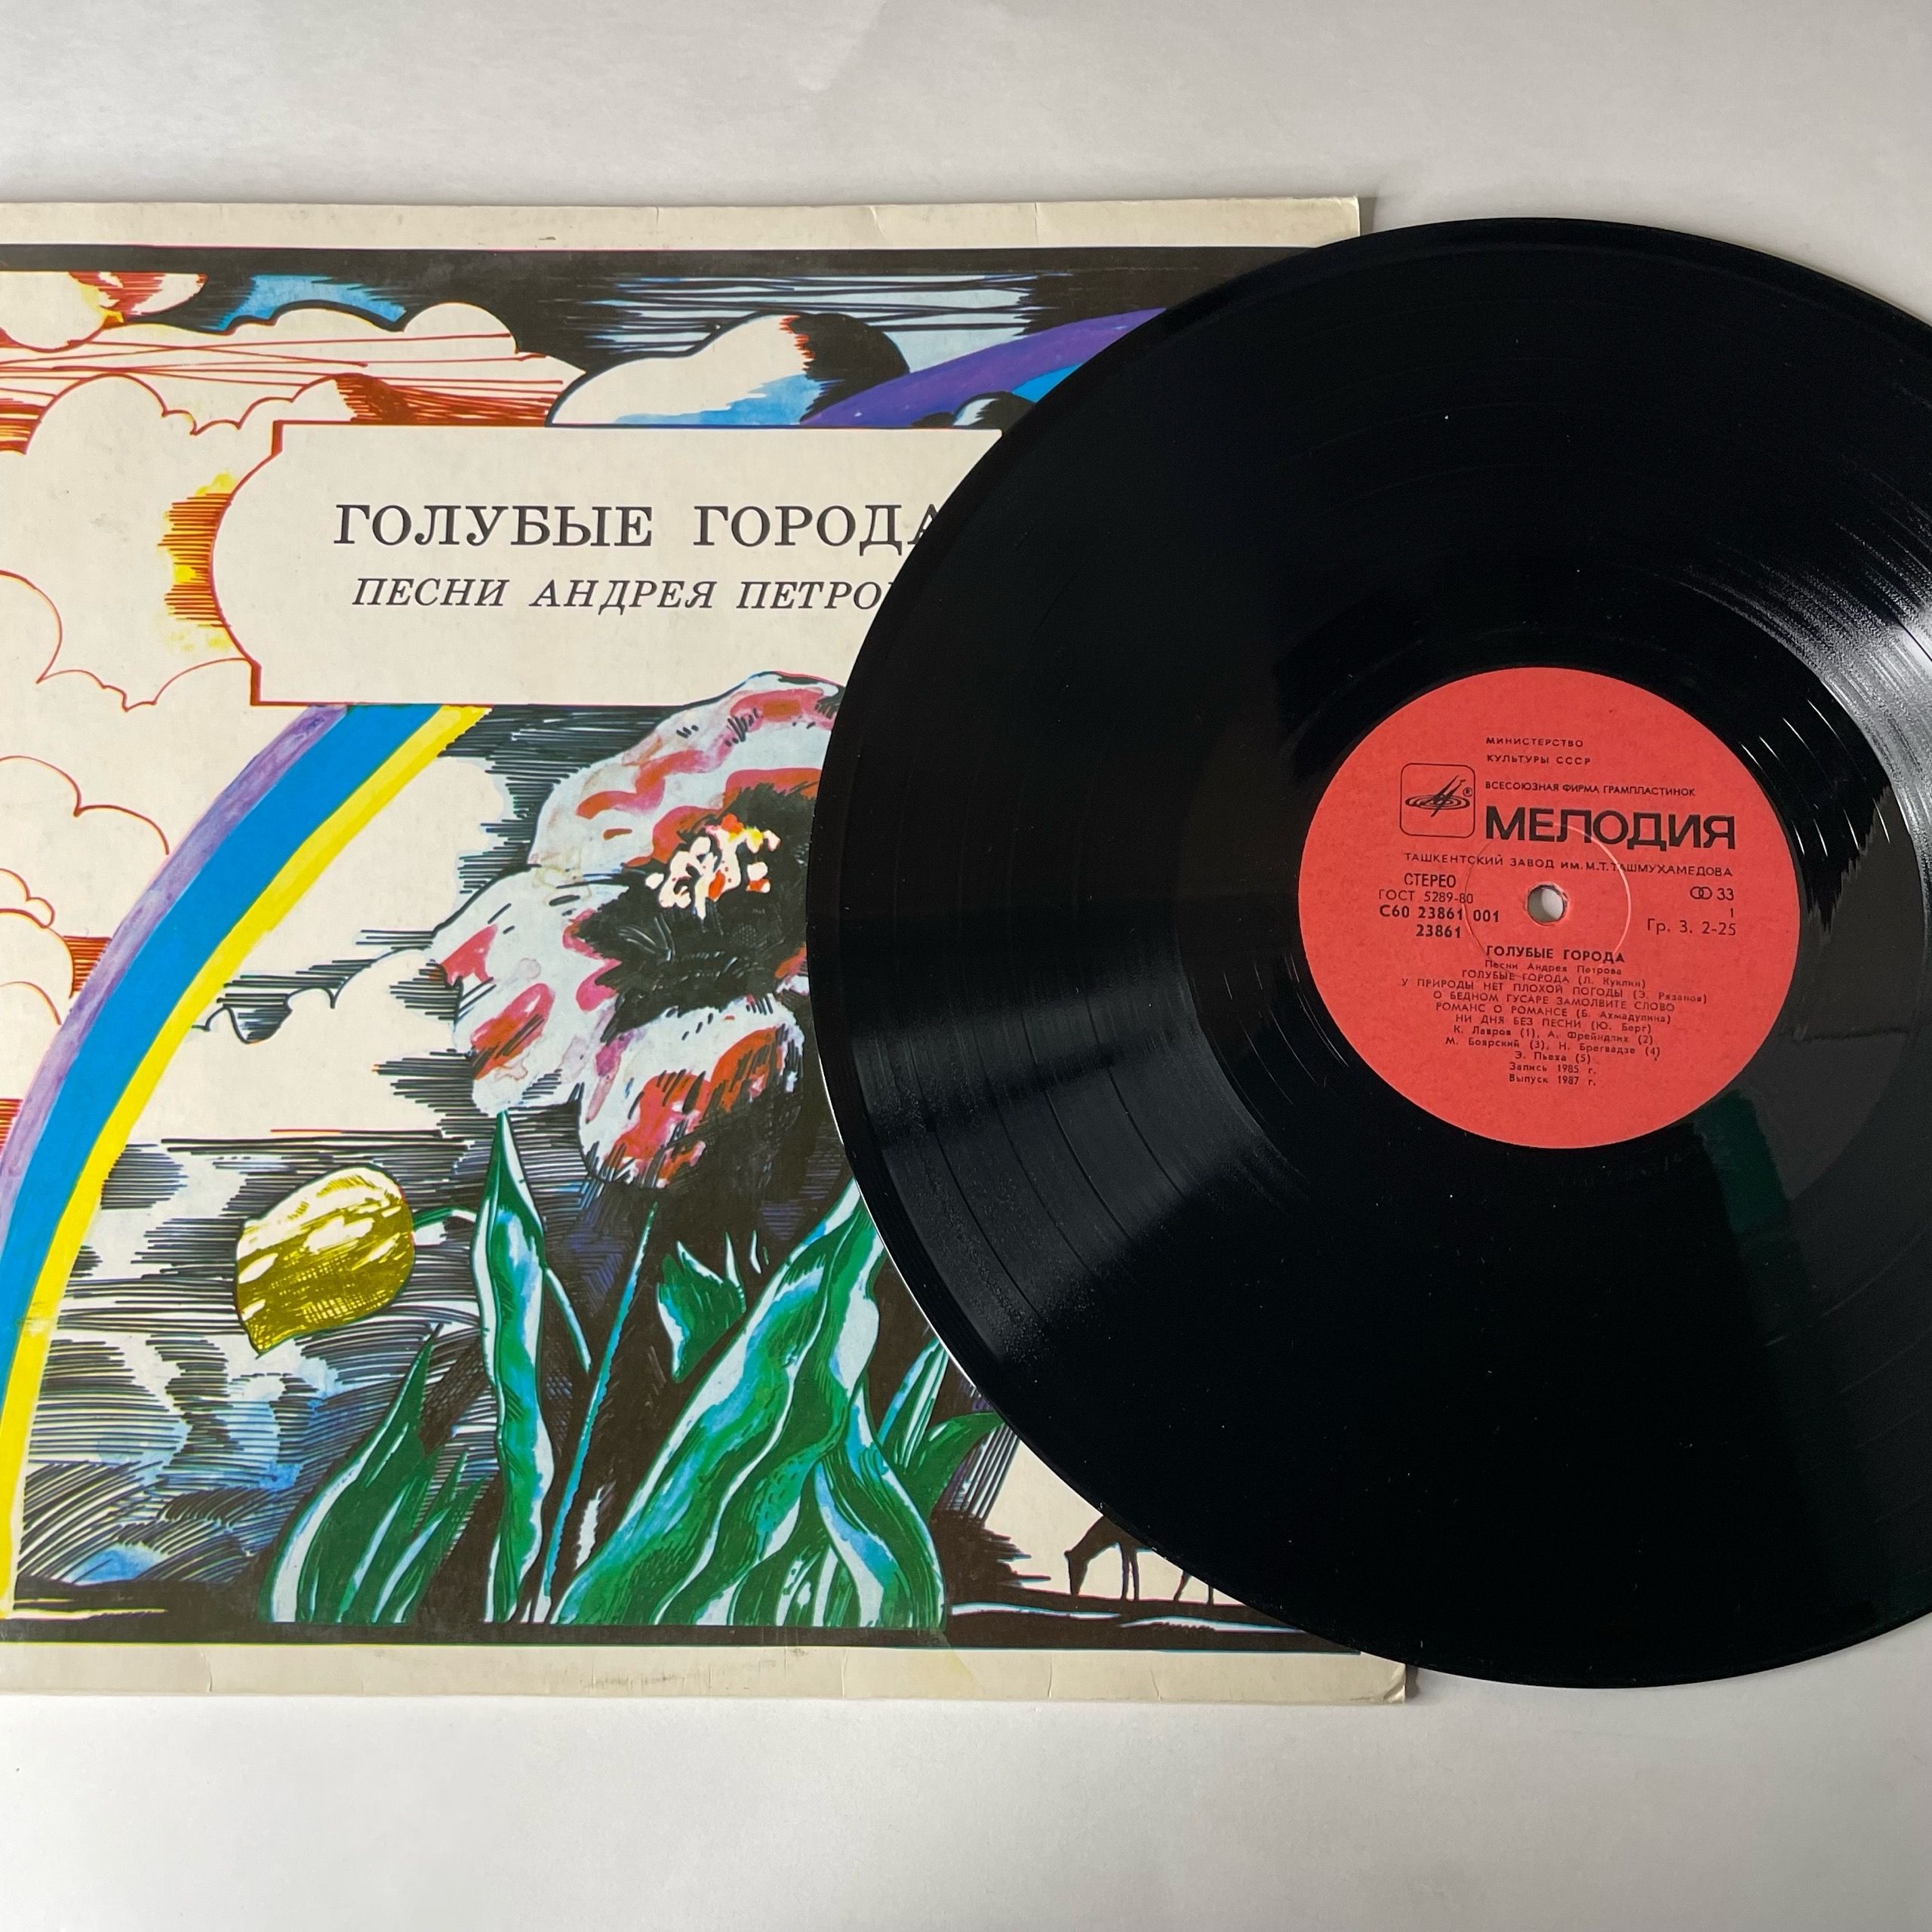 ГОЛУБЫЕ ГОРОДА
ПЕСНИ АНДРЕЯ ПЕТРО
МИНИСТЕРСТВО
КУЛЬТУРЫ СССР
ВСЕСОЮЗНАЯ ФИРМА ГРАМПЛАСТИНОК
®
МЕЛОДИЯ
ТАШКЕНТСКИЙ ЗАВОД ИМ. М.Т. ТАШМУХАМЕДОВА
СТЕРЕО
33
ГОСТ 5289-80
1
С60 23861 001
Гр. 3. 2-25
23861
ГОЛУБЫЕ ГОРОДА
Песни Андрея Петрова
ГОЛУБЫЕ ГОРОДА (Л. Куклин)
У ПРИРОДЫ НЕТ ПЛОХОЙ ПОГОДЫ (Э. Рязанов)
О БЕДНОМ ГУСАРЕ ЗАМОЛВИТЕ СЛОВО
РОМАНС О РОМАНСЕ (Б. Ахмадулина)
НИ ДНЯ БЕЗ ПЕСНИ (Ю. Берг)
К. Лавров (1), А. Фрейндлих (2)
М. Боярский (3), Н. Брегвадзе (4)
Э. Пьеха (5)
Запись 1985 г.
Выпуск 1987 г.